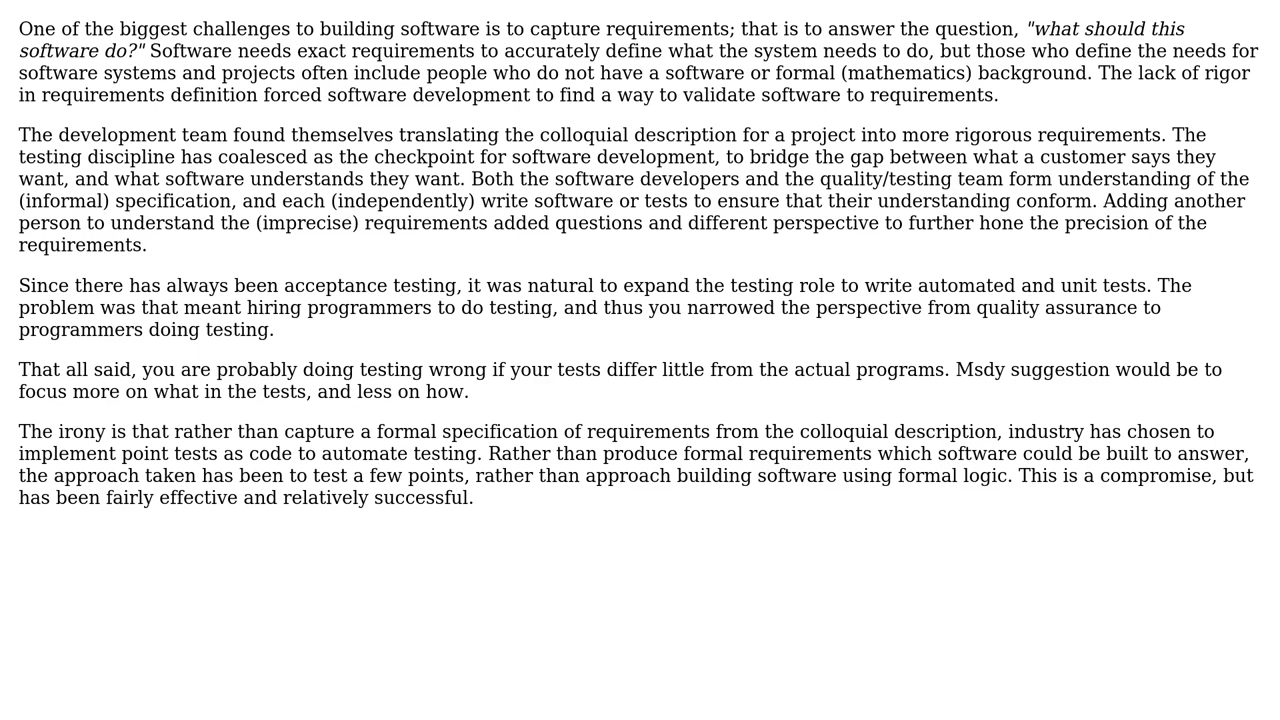 One of the biggest challenges to building software is to capture requirements; that is to answer the question, "what should this
software do?" Software needs exact requirements to accurately define what the system needs to do, but those who define the needs for
software systems and projects often include people who do not have a software or formal (mathematics) background. The lack of rigor
in requirements definition forced software development to find a way to validate software to requirements.
The development team found themselves translating the colloquial description for a project into more rigorous requirements. The
testing discipline has coalesced as the checkpoint for software development, to bridge the gap between what a customer says they
want, and what software understands they want. Both the software developers and the quality/testing team form understanding of the
(informal) specification, and each (independently) write software or tests to ensure that their understanding conform. Adding another
person to understand the (imprecise) requirements added questions and different perspective to further hone the precision of the
requirements.
Since there has always been acceptance testing, it was natural to expand the testing role to write automated and unit tests. The
problem was that meant hiring programmers to do testing, and thus you narrowed the perspective from quality assurance to
programmers doing testing.
That all said, you are probably doing testing wrong if your tests differ little from the actual programs. Msdy suggestion would be to
focus more on what in the tests, and less on how.
The irony is that rather than capture a formal specification of requirements from the colloquial description, industry has chosen to
implement point tests as code to automate testing. Rather than produce formal requirements which software could be built to answer,
the approach taken has been to test a few points, rather than approach building software using formal logic. This is a compromise, but
has been fairly effective and relatively successful.